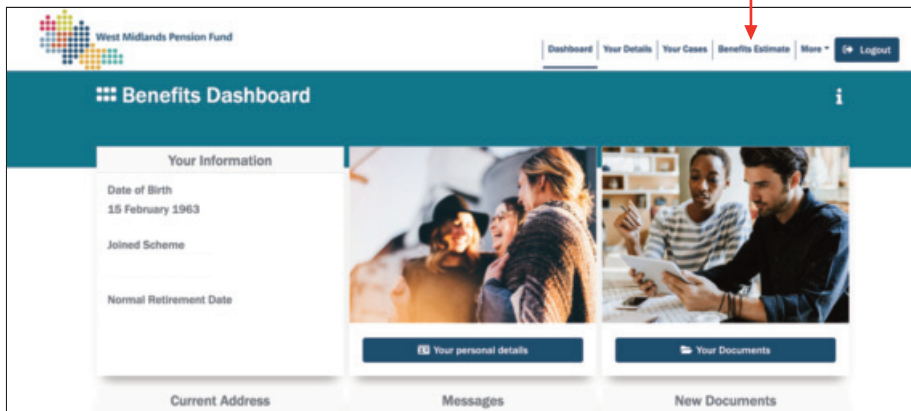 West Midlands Pension Fund
Dashboard Your Details Your Cases Benefits Estimate More Logout
Benefits Dashboard
i
Your Information
Date of Birth
15 February 1963
Joined Scheme
Normal Retirement Date
Your personal details
Your Documents
Current Address
Messages
New Documents